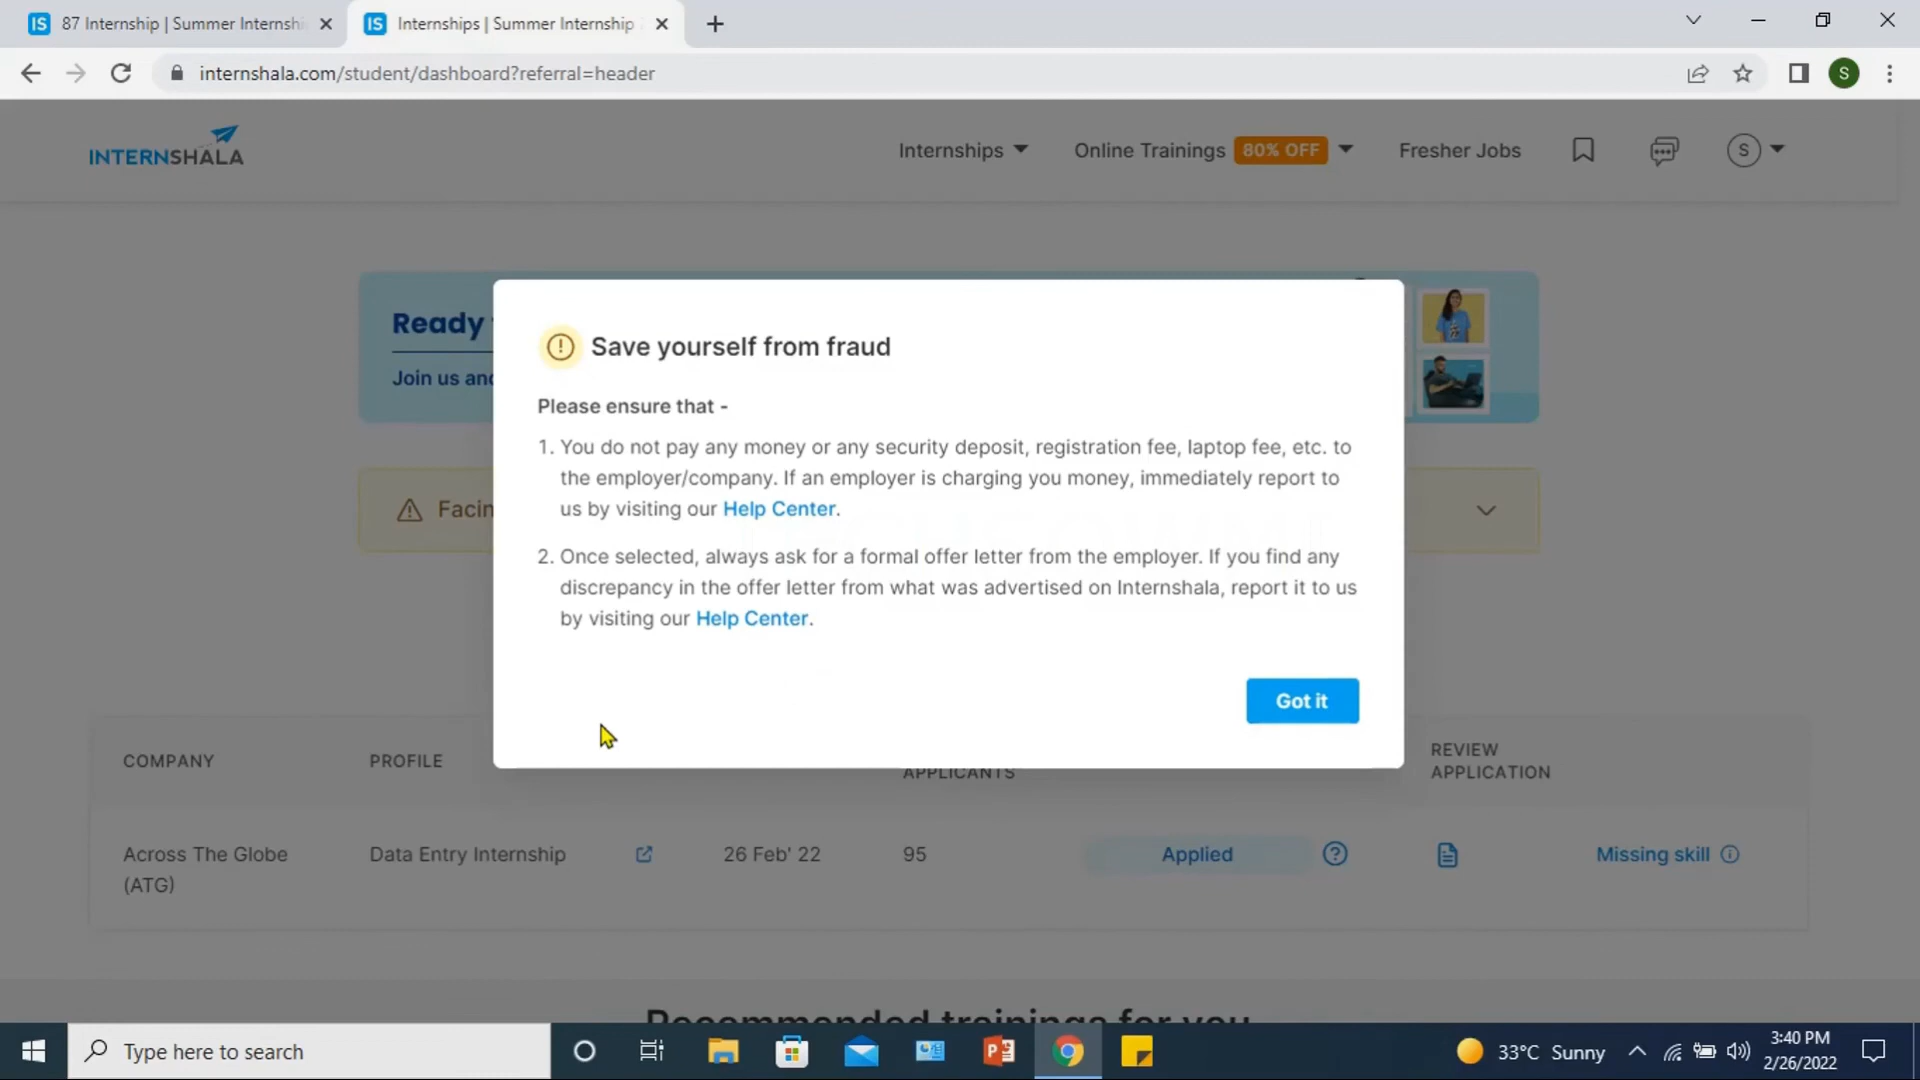 87 Internship | Summer Internshi
Internships | Summer Internship
internshala.com/student/dashboard?referral=header
S
INTERNSHALA
Internships
Online Trainings 80% OFF
Fresher Jobs
S
Ready
Join us and
Save yourself from fraud
Please ensure that -
1. You do not pay any money or any security deposit, registration fee, laptop fee, etc. to
the employer/company. If an employer is charging you money, immediately report to
us by visiting our Help Center.
2. Once selected, always ask for a formal offer letter from the employer. If you find any
discrepancy in the offer letter from what was advertised on Internshala, report it to us
by visiting our Help Center.
Got it
Facin
COMPANY
PROFILE
APPLICANTS
REVIEW
APPLICATION
Across The Globe
(ATG)
Data Entry Internship
26 Feb' 22
95
Applied
Missing skill
Recommended trainings for you
Type here to search
33°C Sunny
3:40 PM
2/26/2022